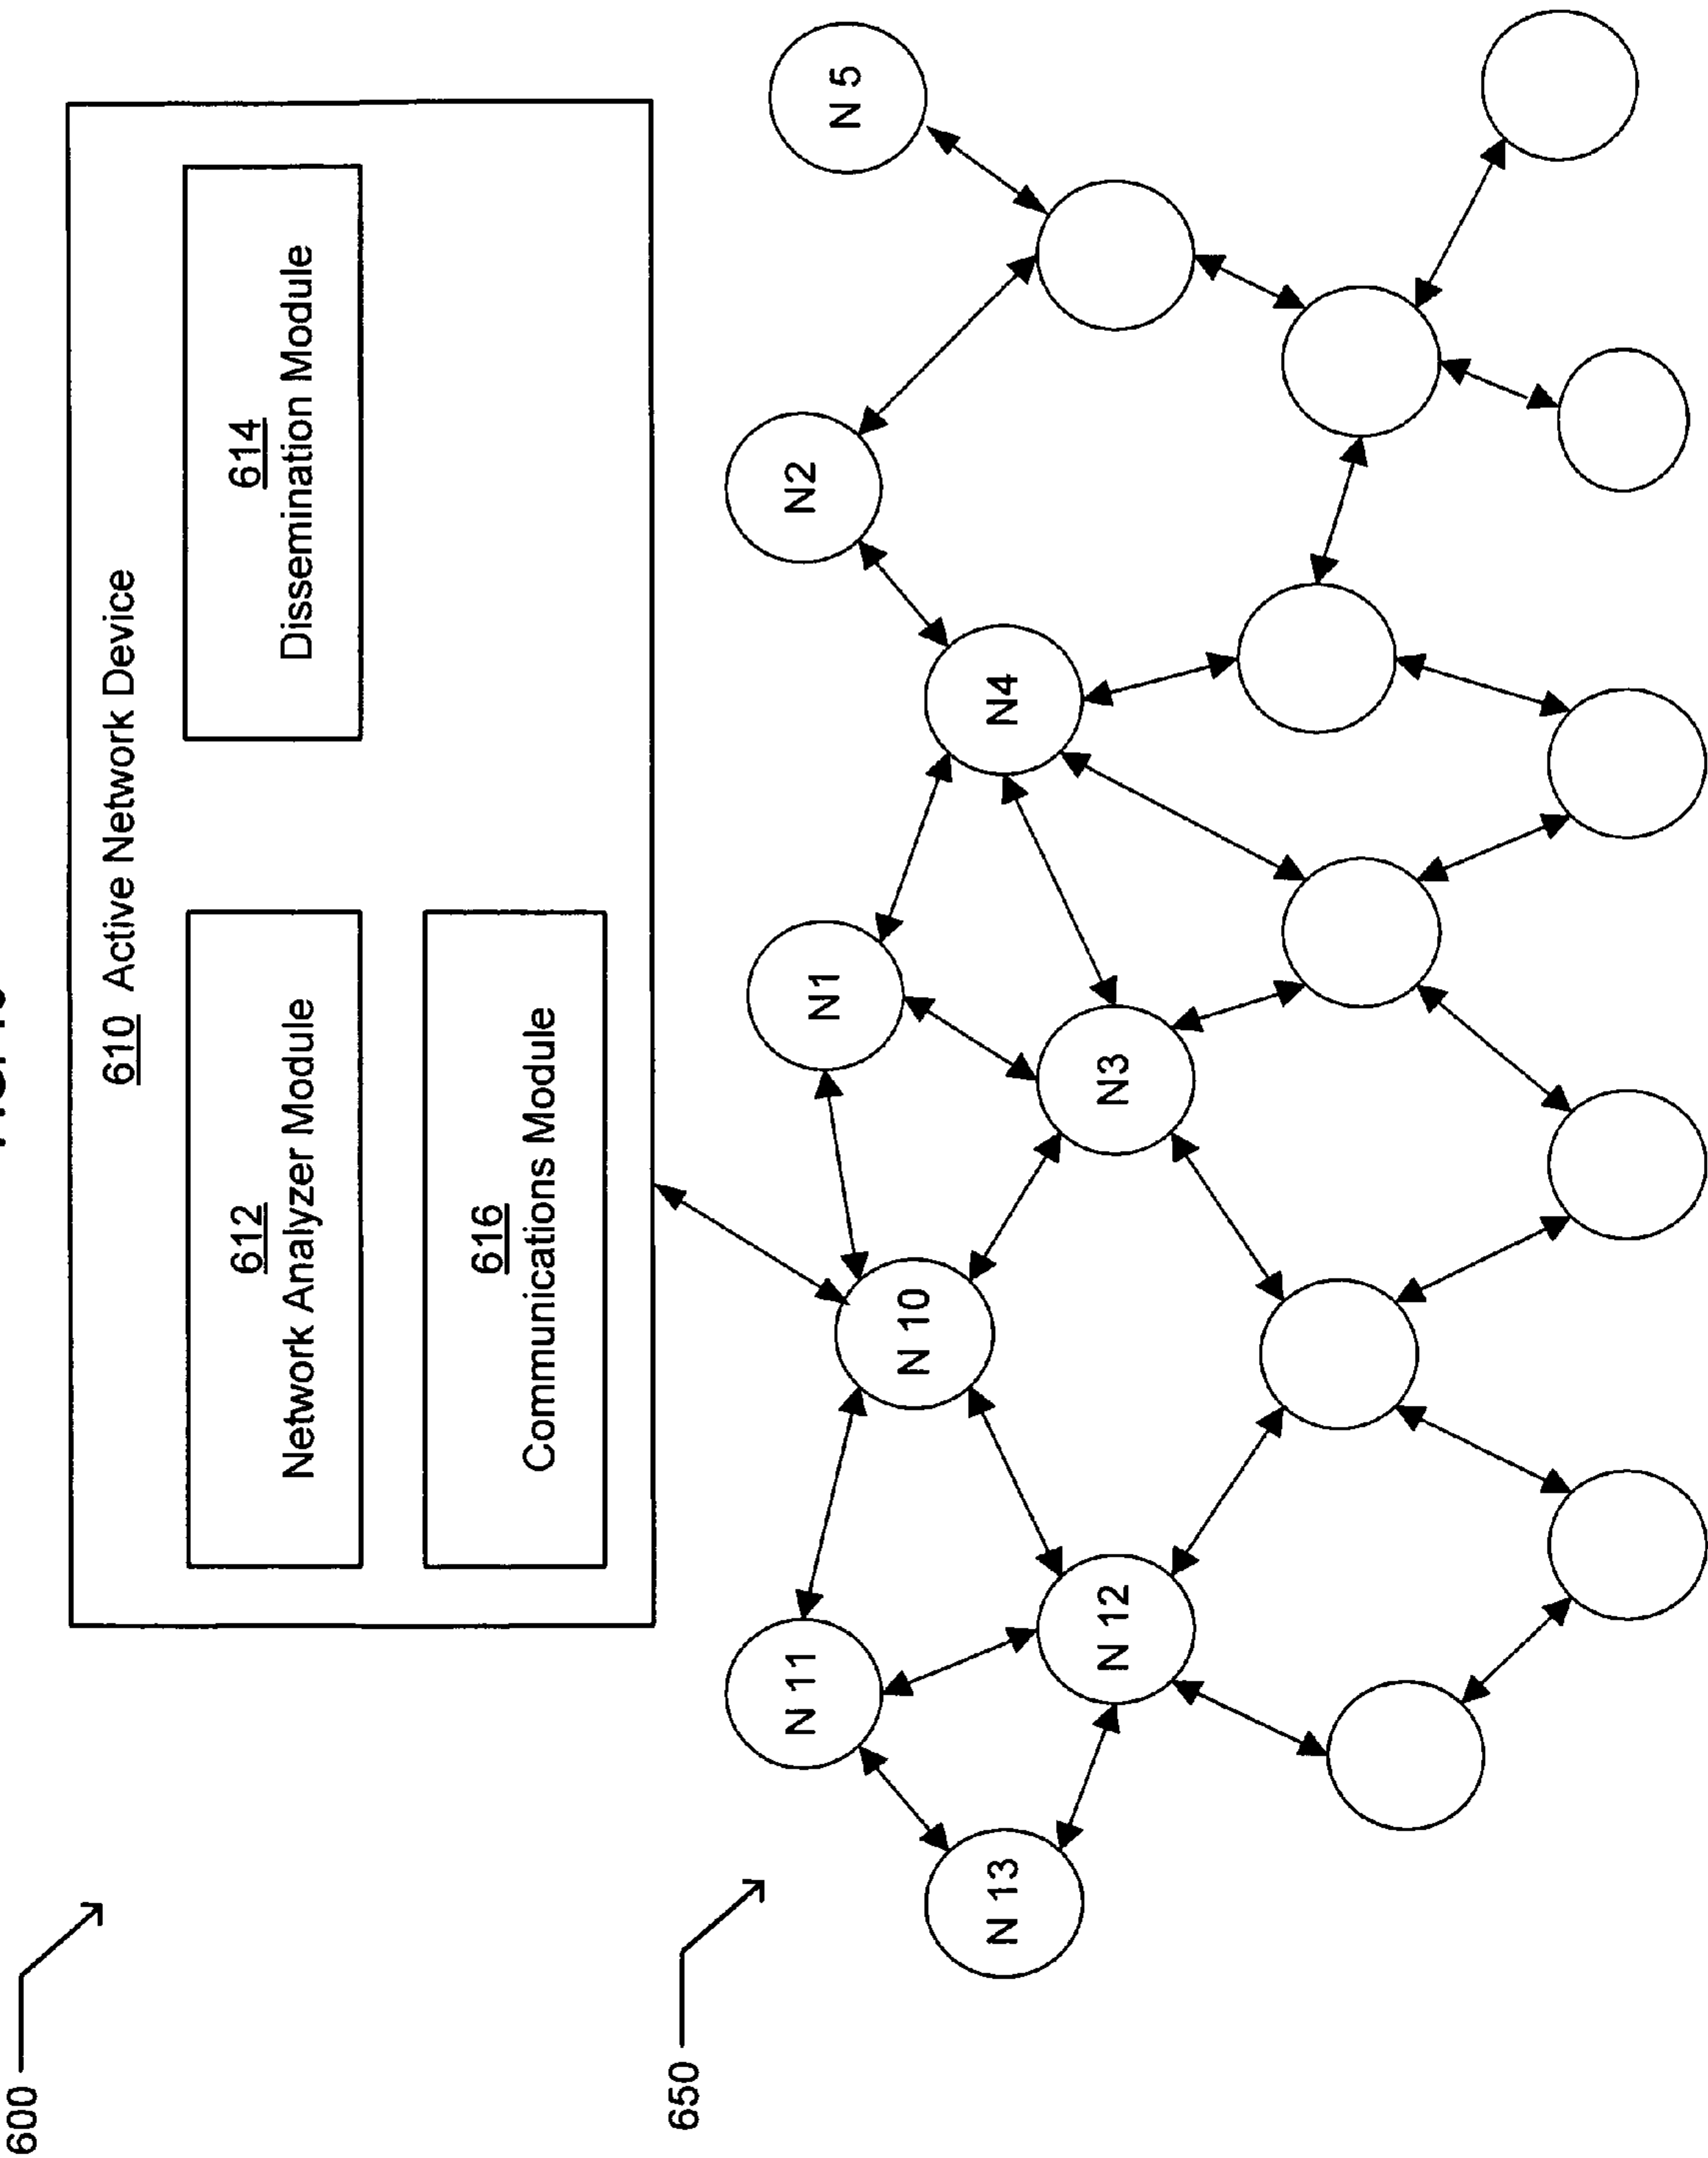 600
610 Active Network Device
612
Network Analyzer Module
614
Dissemination Module
616
Communications Module
650
N 11
N1
N2
N 5
N 10
N 13
N4
N 12
N3